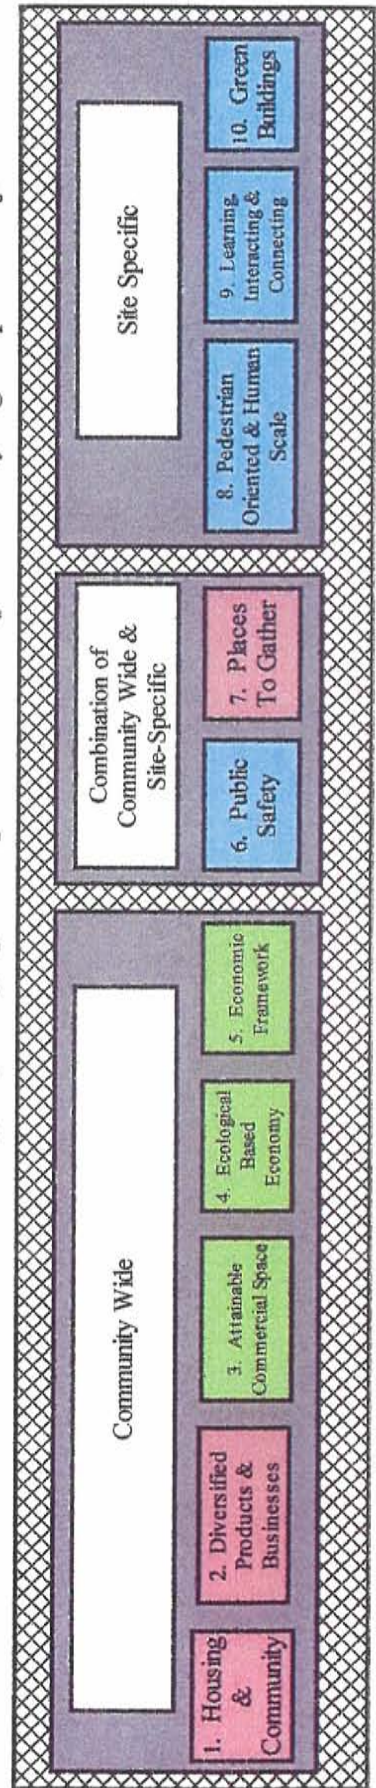 Community Wide
1. Housing
&
Community
2. Diversified
Products &
Businesses
3. Attainable
Commercial Space
4. Ecological
Based
Economy
5. Economic
Framework
Combination of
Community Wide &
Site-Specific
6. Public
Safety
7. Places
To Gather
Site Specific
8. Pedestrian
Oriented & Human
Scale
9. Learning,
Interacting &
Connecting
10. Green
Buildings